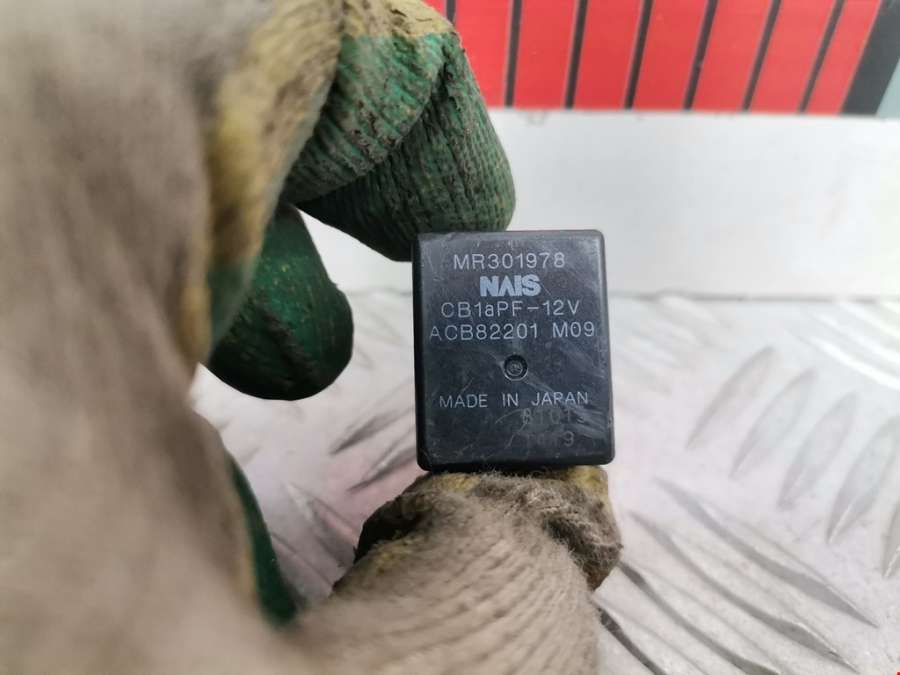 MR301978
NAIS
CB1aPF-12V
ACB82201 M09
MADE IN JAPAN